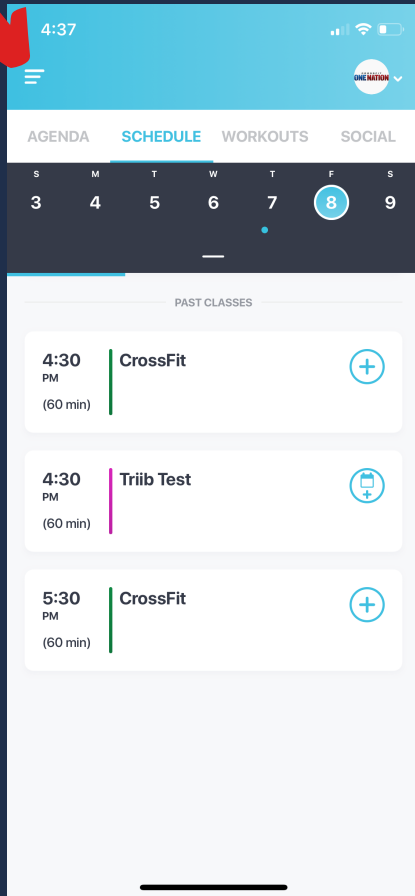 4:37
ONE NATION
AGENDA SCHEDULE WORKOUTS SOCIAL
S M T W T F S
3 4 5 6 7 8 9
PAST CLASSES
4:30 CrossFit
PM
(60 min)
4:30 Triib Test
PM
(60 min)
5:30 CrossFit
PM
(60 min)